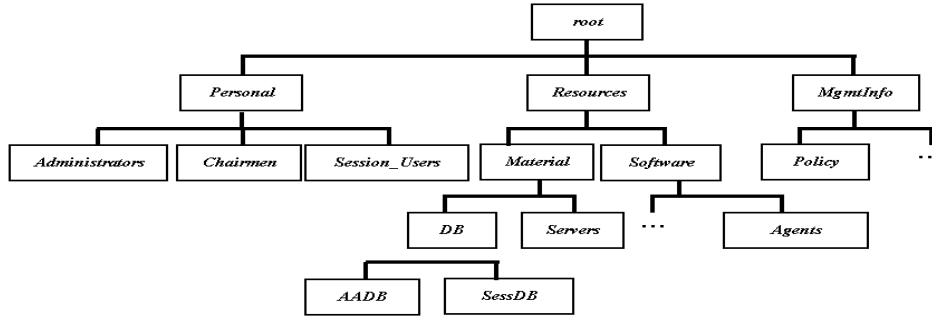 root
Personal
Resources
MgmtInfo
Administrators
Chairmen
Session_Users
Material
Software
Policy
...
DB
Servers
...
Agents
AADB
SessDB